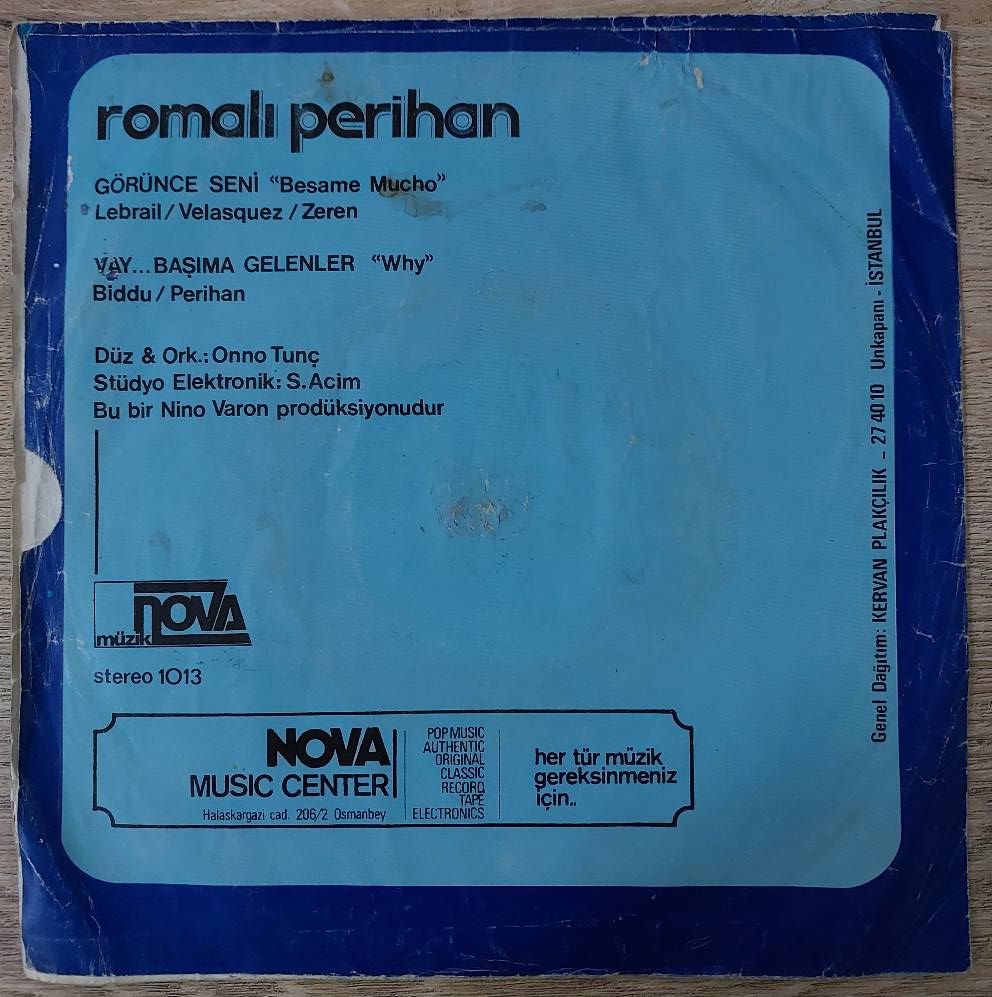 romalı perihan
GÖRÜNCE SENİ “Besame Mucho”
Lebrail / Velasquez / Zeren
VAY... BAŞIMA GELENLER “Why”
Biddu / Perihan
Düz & Ork.: Onno Tunç
Stüdyo Elektronik: S. Acim
Bu bir Nino Varon prodüksiyonudur
nOVA
müzik
stereo 1013
NOVA
MUSIC CENTER
Halaskargazi cad. 206/2 Osmanbey
POP MUSIC
AUTHENTIC
ORIGINAL
CLASSIC
RECORD
TAPE
ELECTRONICS
her tür müzik
gereksinmeniz
için..
Genel Dağıtım: KERVAN PLAKÇILIK - 27 40 10 Unkapanı - İSTANBUL